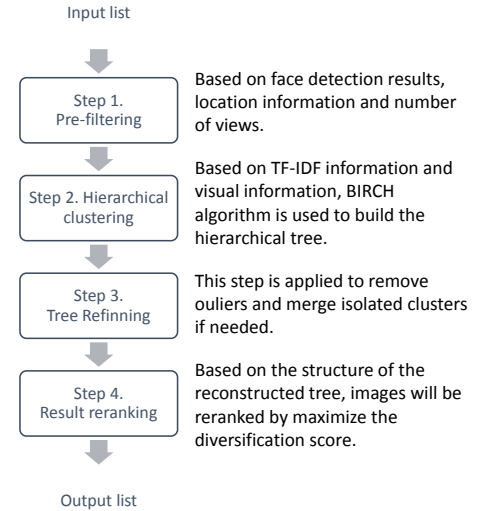 Input list
Step 1.
Pre-filtering
Based on face detection results,
location information and number
of views.
Step 2. Hierarchical
clustering
Based on TF-IDF information and
visual information, BIRCH
algorithm is used to build the
hierarchical tree.
Step 3.
Tree Refinning
This step is applied to remove
ouliers and merge isolated clusters
if needed.
Step 4.
Result reranking
Based on the structure of the
reconstructed tree, images will be
reranked by maximize the
diversification score.
Output list